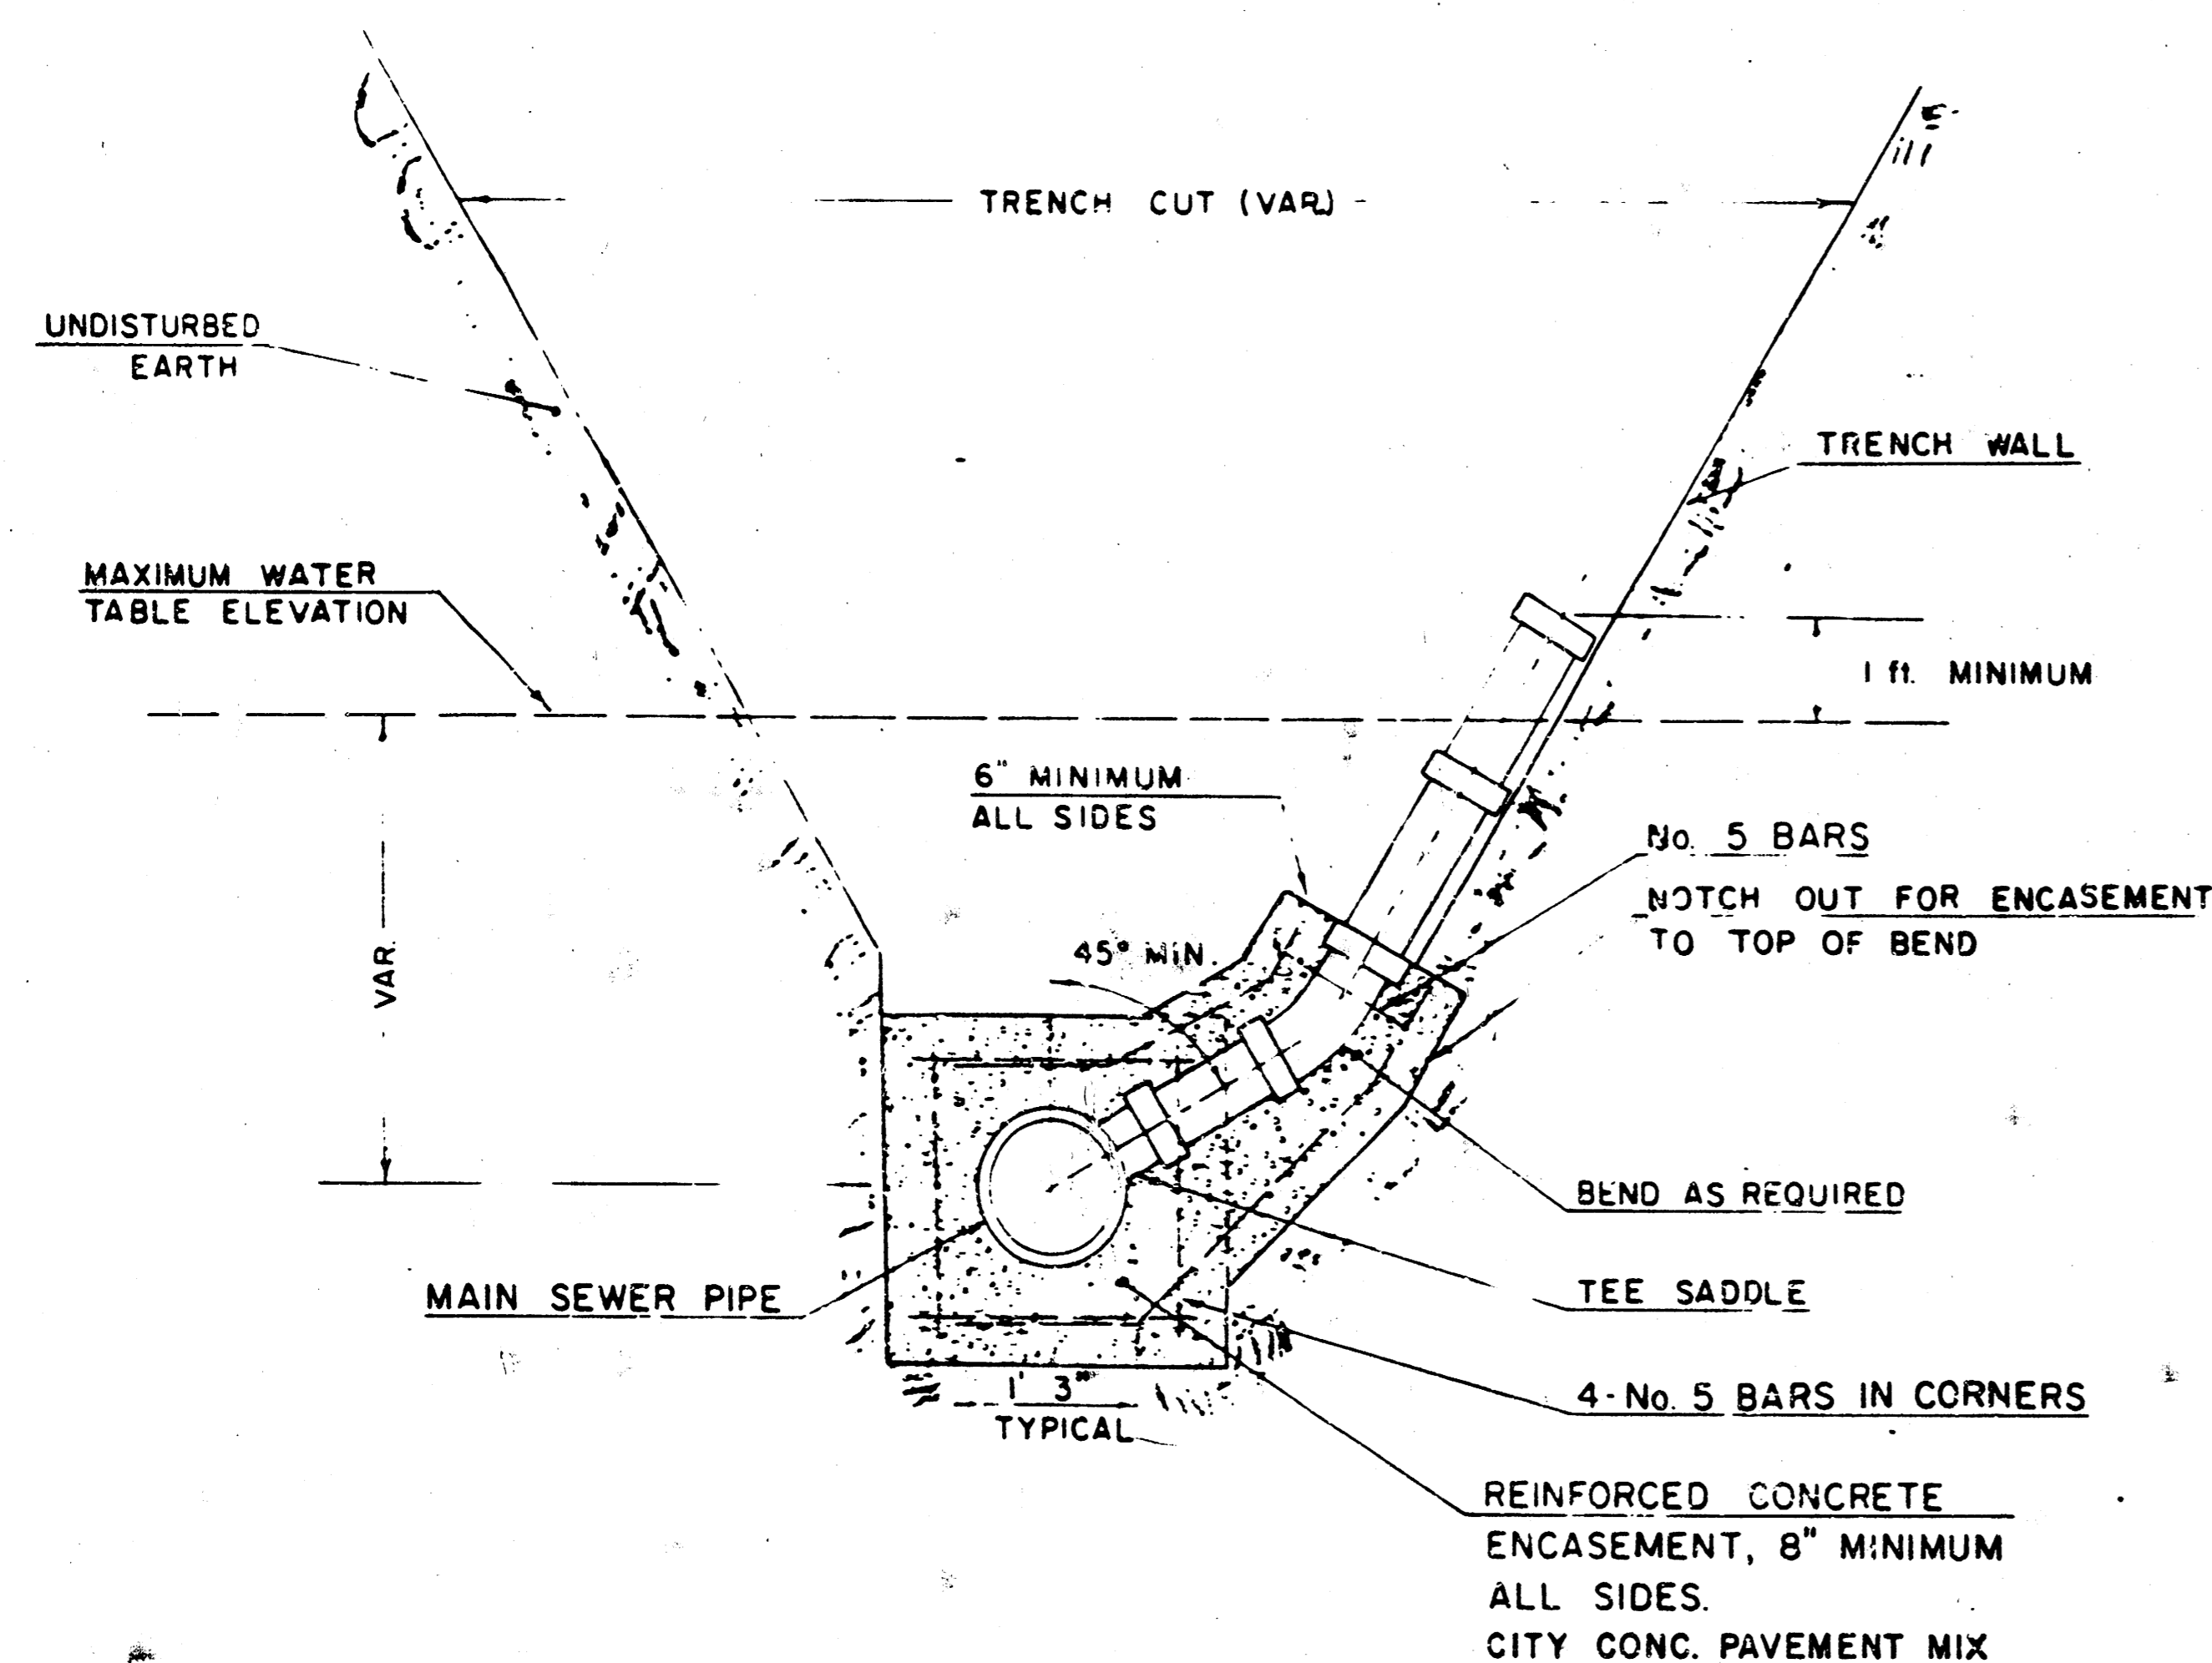 TRENCH CUT (VAR.)
UNDISTURBED
EARTH
TRENCH WALL
MAXIMUM WATER
TABLE ELEVATION
1 ft. MINIMUM
6" MINIMUM
ALL SIDES
No. 5 BARS
NOTCH OUT FOR ENCASEMENT
TO TOP OF BEND
45° MIN.
VAR.
BEND AS REQUIRED
MAIN SEWER PIPE
TEE SADDLE
1' 3"
TYPICAL
4-No. 5 BARS IN CORNERS
REINFORCED CONCRETE
ENCASEMENT, 8" MINIMUM
ALL SIDES.
CITY CONC. PAVEMENT MIX